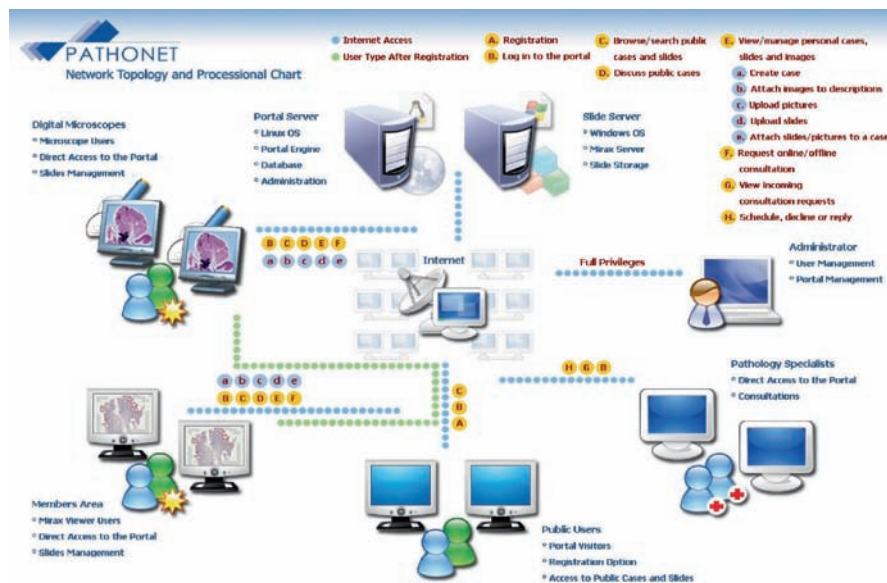 PATHONET
Network Topology and Processional Chart
Internet Access
User Type After Registration
A. Registration
B. Log in to the portal
C. Browse/search public
cases and slides
D. Discuss public cases
E. View/manage personal cases,
slides and images
a. Create case
b. Attach images to descriptions
c. Upload pictures
d. Upload slides
e. Attach slides/pictures to a case
F. Request online/offline
consultation
G. View incoming
consultation requests
H. Schedule, decline or reply
Digital Microscopes
Microscope Users
Direct Access to the Portal
Slides Management
Portal Server
Linux OS
Portal Engine
Database
Administration
Slide Server
Windows OS
Mirax Server
Slide Storage
B C D E F
a b c d e
Internet
Full Privileges
Administrator
User Management
Portal Management
a b c d e
B C D E F
C
B
A
H G B
Pathology Specialists
Direct Access to the Portal
Consultations
Members Area
Mirax Viewer Users
Direct Access to the Portal
Slides Management
Public Users
Portal Visitors
Registration Option
Access to Public Cases and Slides